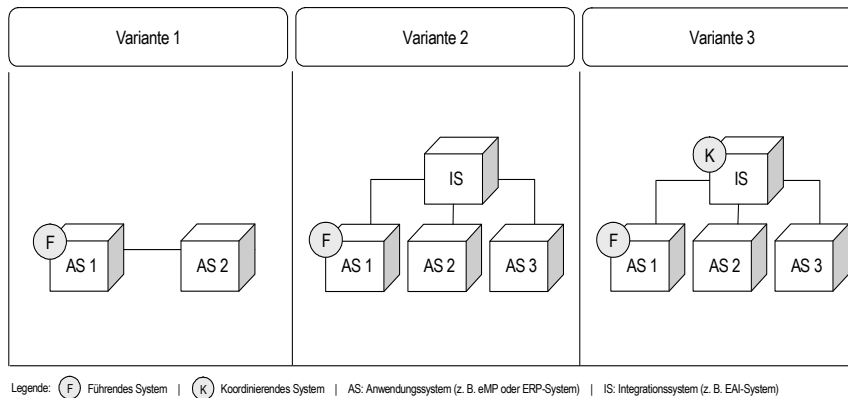 Variante 1
Variante 2
Variante 3
F
AS 1
AS 2
IS
F
AS 1
AS 2
AS 3
K
IS
F
AS 1
AS 2
AS 3
Legende: F Führendes System | K Koordinierendes System | AS: Anwendungssystem (z. B. eMP oder ERP-System) | IS: Integrationssystem (z. B. EAI-System)